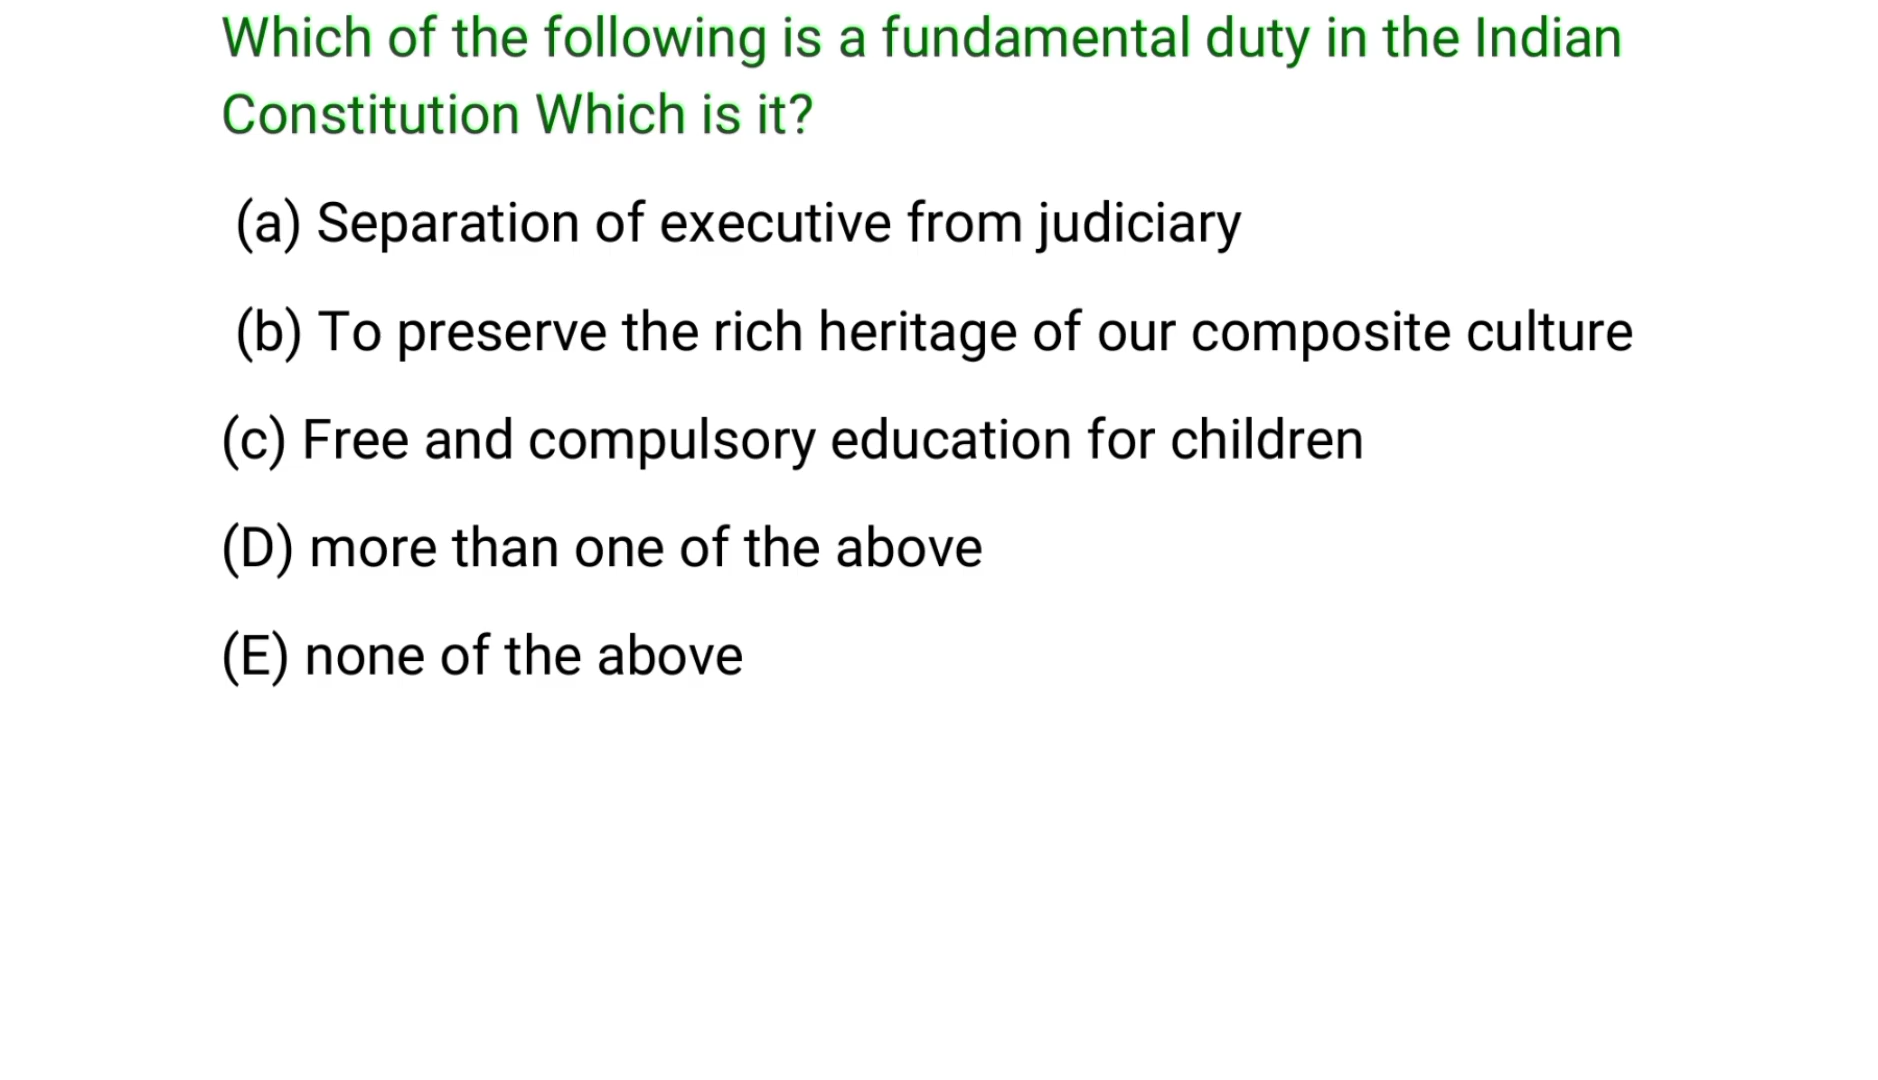 Which of the following is a fundamental duty in the Indian
Constitution Which is it?
(a) Separation of executive from judiciary
(b) To preserve the rich heritage of our composite culture
(c) Free and compulsory education for children
(D) more than one of the above
(E) none of the above